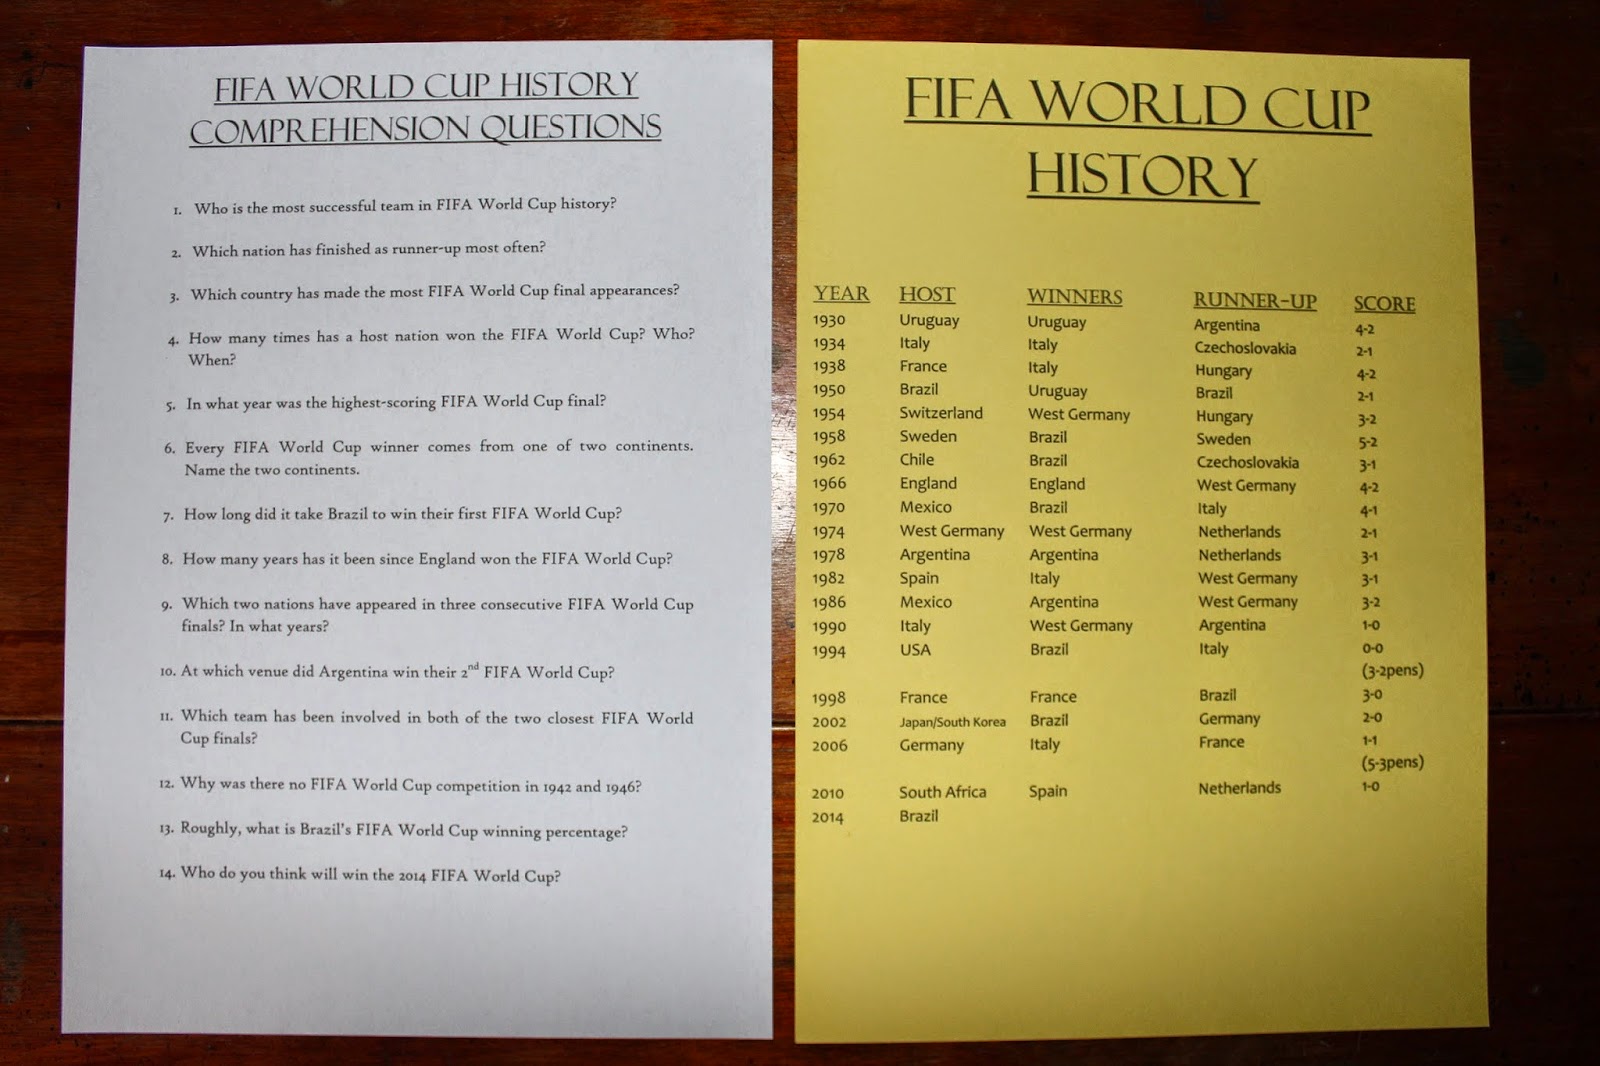 FIFA WORLD CUP HISTORY
COMPREHENSION QUESTIONS
1. Who is the most successful team in FIFA World Cup history?
2. Which nation has finished as runner-up most often?
3. Which country has made the most FIFA World Cup final appearances?
4. How many times has a host nation won the FIFA World Cup? Who?
When?
5. In what year was the highest-scoring FIFA World Cup final?
6. Every FIFA World Cup winner comes from one of two continents.
Name the two continents.
7. How long did it take Brazil to win their first FIFA World Cup?
8. How many years has it been since England won the FIFA World Cup?
9. Which two nations have appeared in three consecutive FIFA World Cup
finals? In what years?
10. At which venue did Argentina win their 2nd FIFA World Cup?
11. Which team has been involved in both of the two closest FIFA World
Cup finals?
12. Why was there no FIFA World Cup competition in 1942 and 1946?
13. Roughly, what is Brazil's FIFA World Cup winning percentage?
14. Who do you think will win the 2014 FIFA World Cup?
FIFA WORLD CUP
HISTORY
YEAR HOST WINNERS RUNNER-UP SCORE
1930 Uruguay Uruguay Argentina 4-2
1934 Italy Italy Czechoslovakia 2-1
1938 France Italy Hungary 4-2
1950 Brazil Uruguay Brazil 2-1
1954 Switzerland West Germany Hungary 3-2
1958 Sweden Brazil Sweden 5-2
1962 Chile Brazil Czechoslovakia 3-1
1966 England England West Germany 4-2
1970 Mexico Brazil Italy 4-1
1974 West Germany West Germany Netherlands 2-1
1978 Argentina Argentina Netherlands 3-1
1982 Spain Italy West Germany 3-1
1986 Mexico Argentina West Germany 3-2
1990 Italy West Germany Argentina 1-0
1994 USA Brazil Italy 0-0
(3-2pens)
1998 France France Brazil 3-0
2002 Japan/South Korea Brazil Germany 2-0
2006 Germany Italy France 1-1
(5-3pens)
2010 South Africa Spain Netherlands 1-0
2014 Brazil